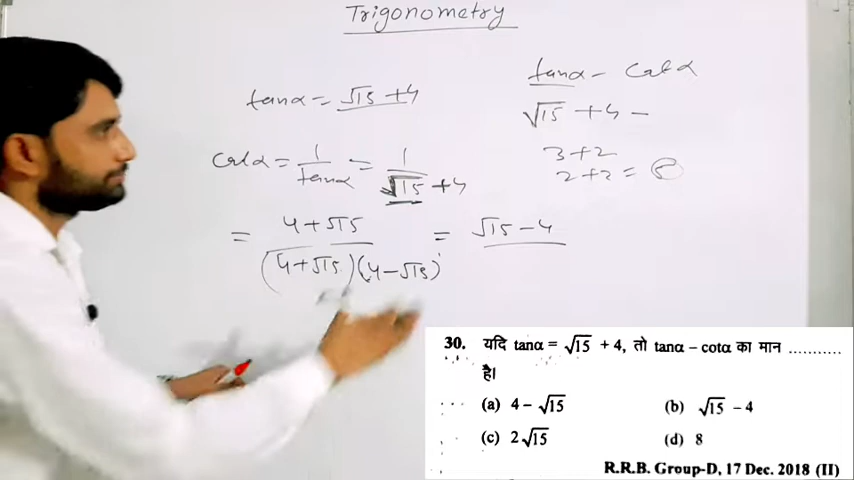 Trigonometry
tanα = √15 + 4
cotα = 1/tanα = 1/(√15 + 4)
= (4+√15)/((4+√15)(4-√15)) = √15 - 4
tanα - cotα
√15 + 4 -
3+2
2+2 =
30. यदि tanα = √15 + 4, तो tanα – cotα का मान ............
है।
(a) 4 – √15 (b) √15 – 4
(c) 2√15 (d) 8
R.R.B. Group-D, 17 Dec. 2018 (II)